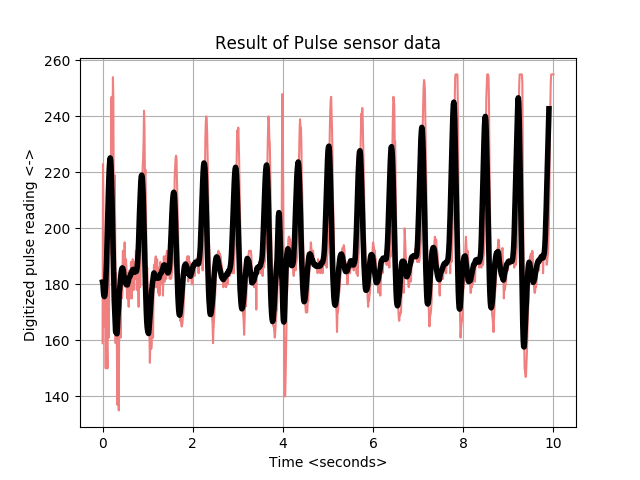 Result of Pulse sensor data
Digitized pulse reading <->
260
240
220
200
180
160
140
0 2 4 6 8 10
Time <seconds>